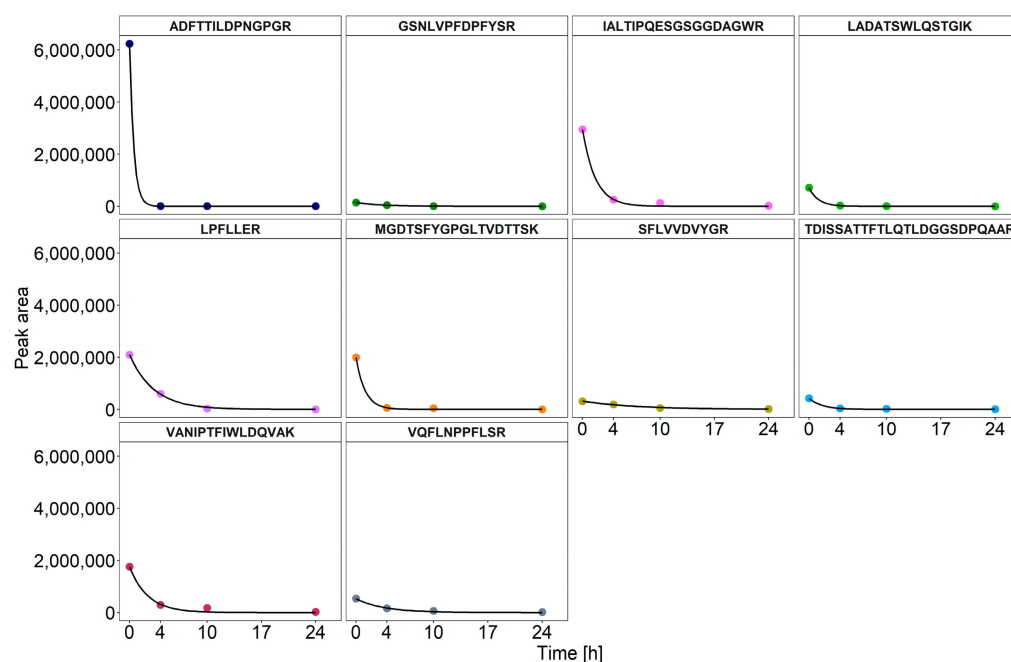 ADFTTILDPNGPGR
GSNLVPFDPFYSR
IALTIPQESGSGGDAGWR
LADATSWLQSTGIK
6,000,000
4,000,000
2,000,000
0
LPFLLER
MGDTSFYGPGLTVDTTSK
SFLVVDVYGR
TDISSATTFTLQTLDGGSDPQAAR
6,000,000
4,000,000
2,000,000
0
Peak area
0 4 10 17 24
0 4 10 17 24
VANIPTFIWLDQVAK
VQFLNPPFLSR
6,000,000
4,000,000
2,000,000
0
0 4 10 17 24
0 4 10 17 24
Time [h]